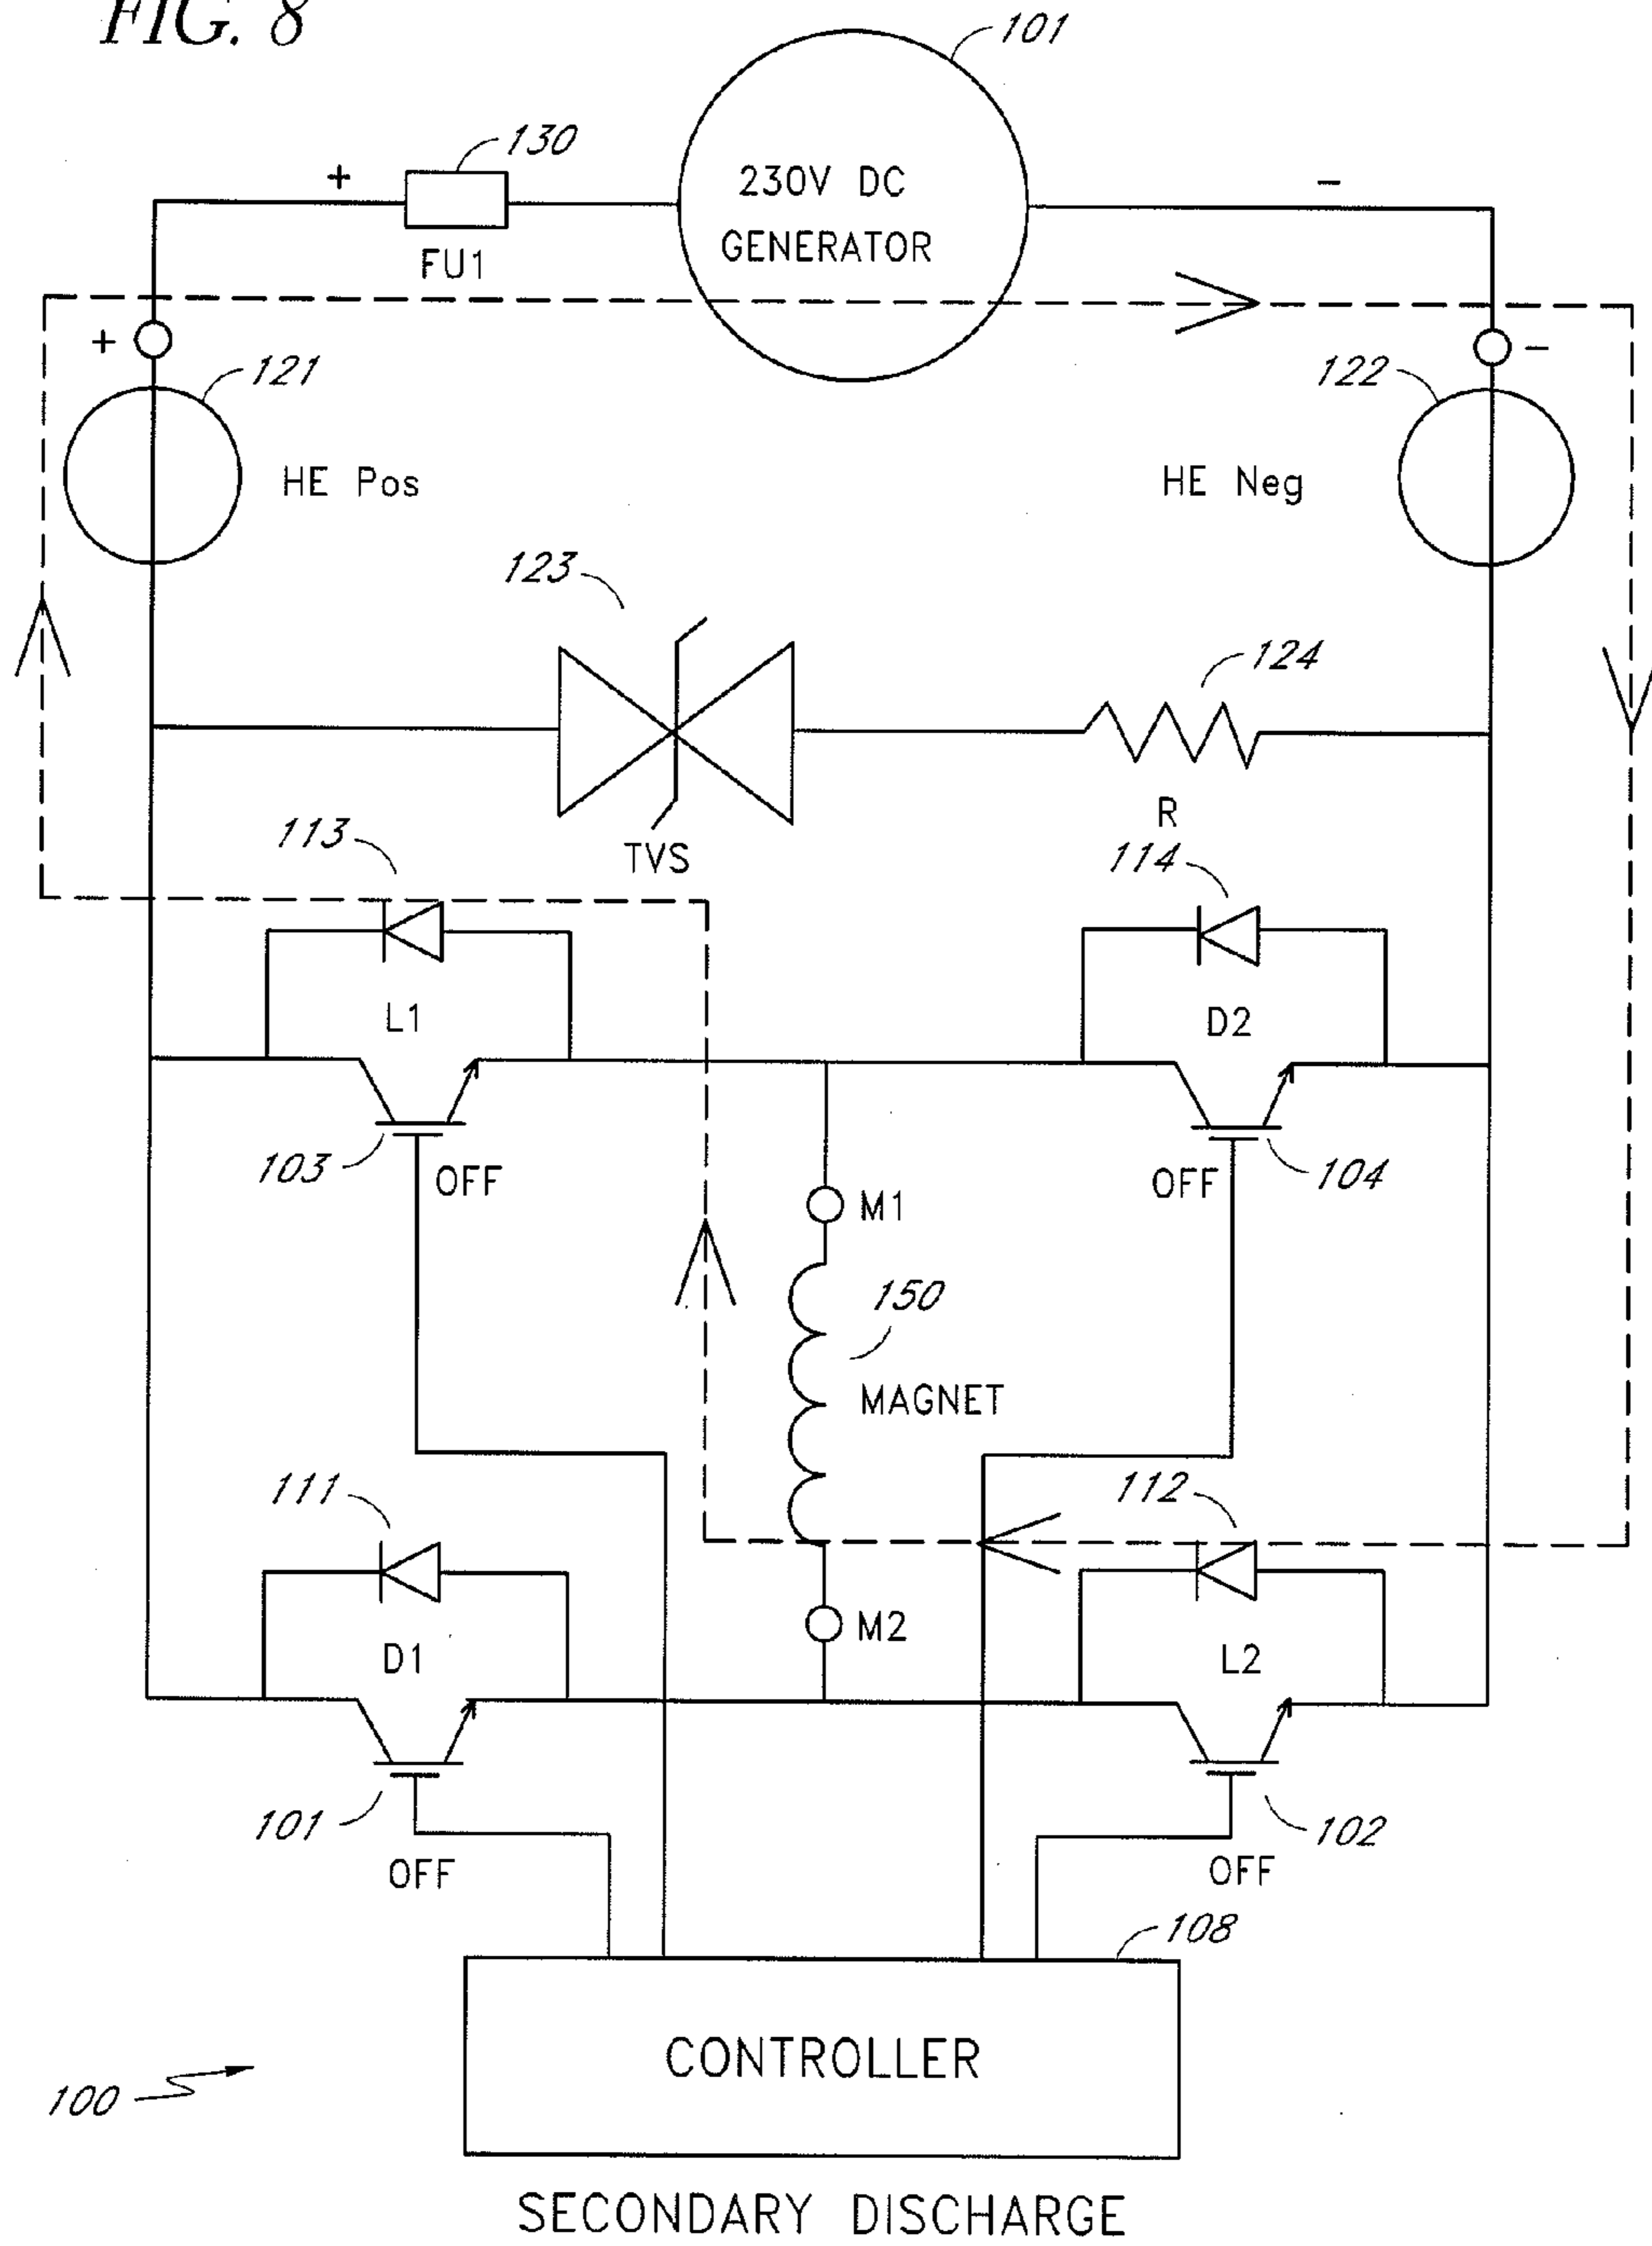 FIG. 8
101
130
+
−
230V DC
GENERATOR
FU1
+
−
121
122
HE Pos
HE Neg
123
124
R
TVS
113
114
L1
D2
103
OFF
OFF
104
M1
150
MAGNET
111
112
M2
D1
L2
101
OFF
102
OFF
108
CONTROLLER
100
SECONDARY DISCHARGE